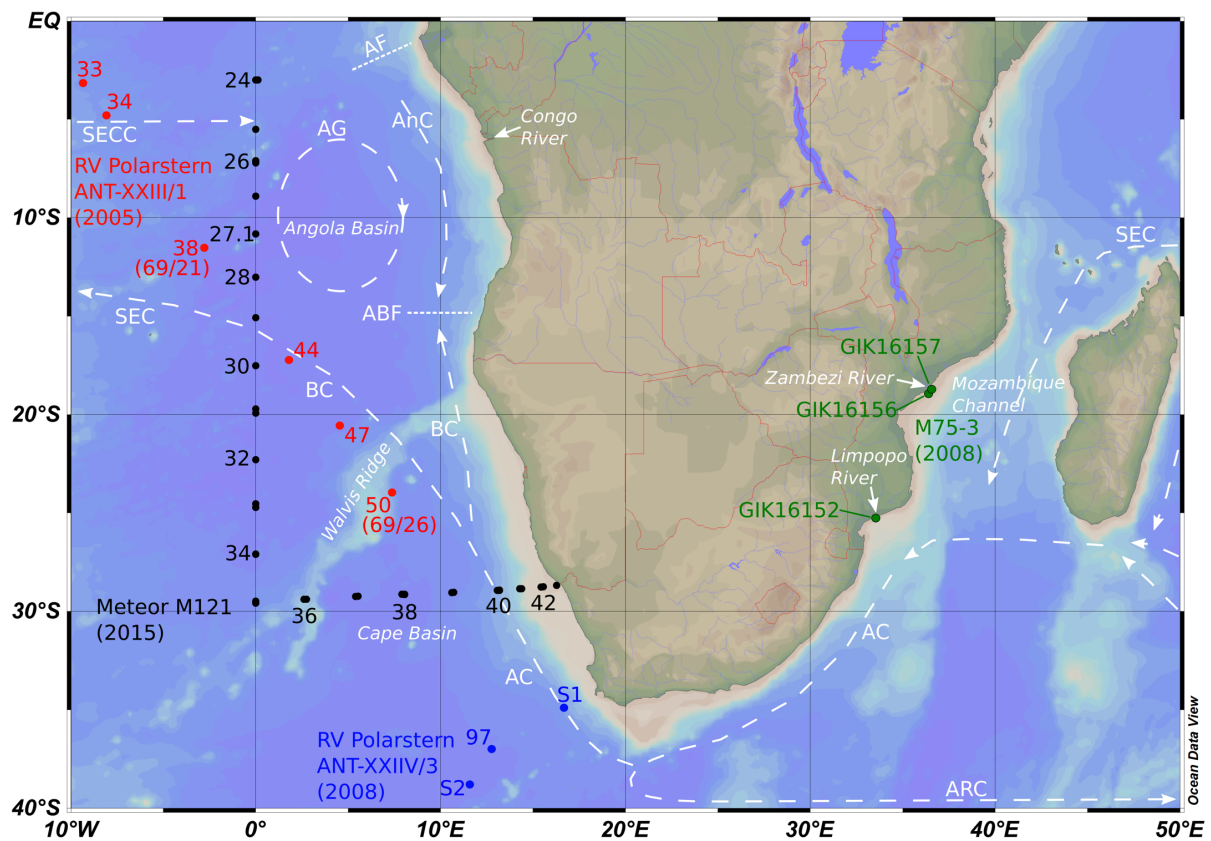 EQ
33
34
24
AF
SECC
AG
AnC
Congo
River
RV Polarstern
ANT-XXIII/1
(2005)
26
10°S
27.1
Angola Basin
SEC
38
(69/21)
28
SEC
ABF
44
30
BC
GIK16157
Zambezi River
Mozambique
Channel
GIK16156
20°S
47
BC
M75-3
(2008)
32
Walvis Ridge
Limpopo
River
50
(69/26)
GIK16152
34
30°S
Meteor M121
(2015)
36
38
40
42
Cape Basin
AC
AC
S1
RV Polarstern
ANT-XXIIV/3
(2008)
97
S2
ARC
Ocean Data View
40°S
10°W
0°
10°E
20°E
30°E
40°E
50°E